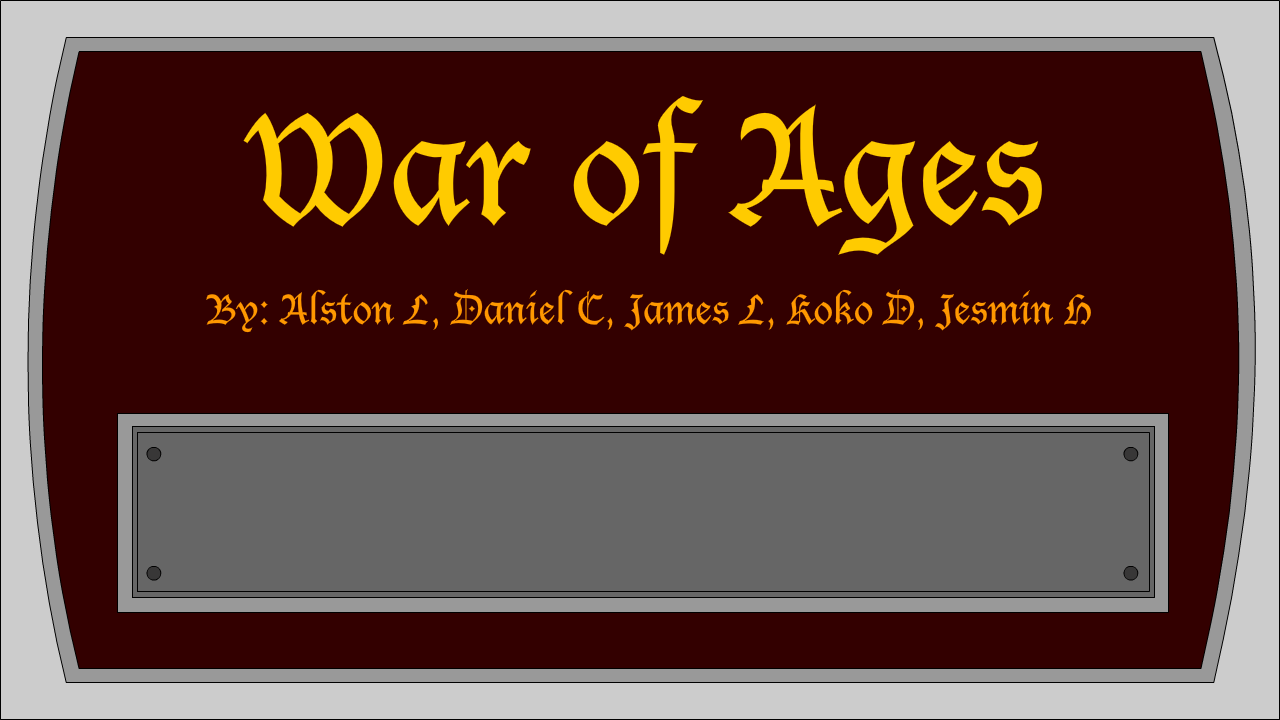 War of Ages
By: Alston L, Daniel C, James L, Koko D, Jesmin H